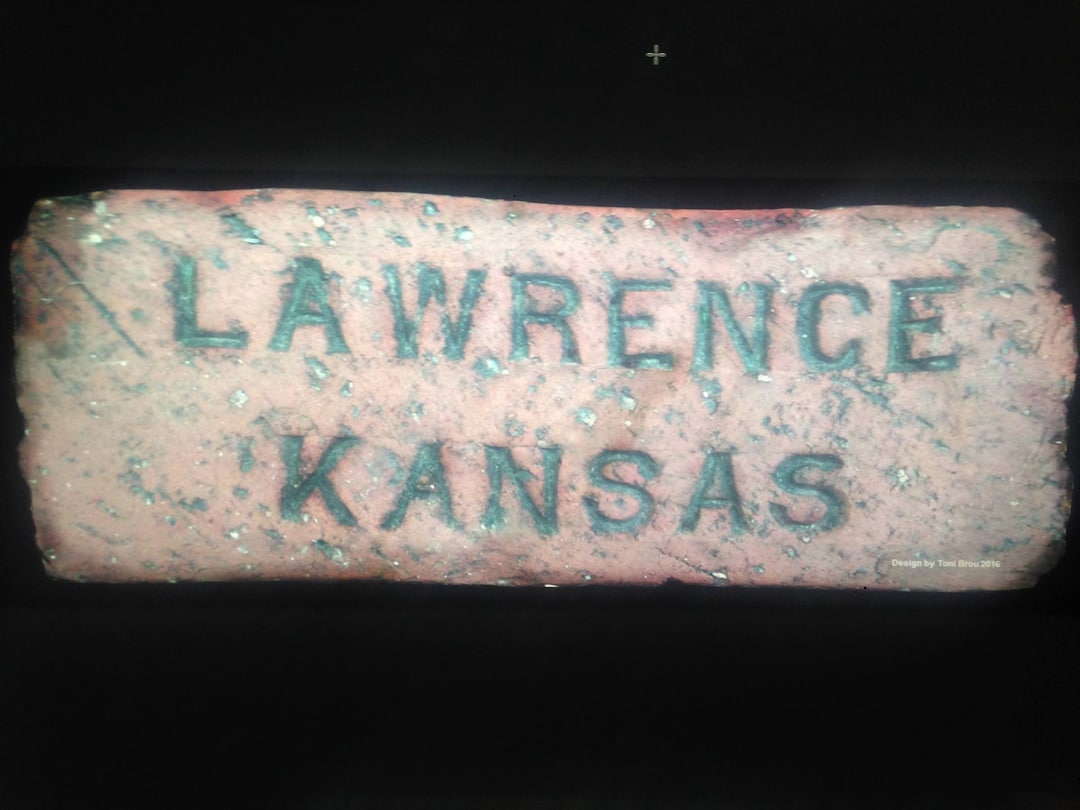 LAWRENCE
KANSAS
Design by Toni Brou 2016